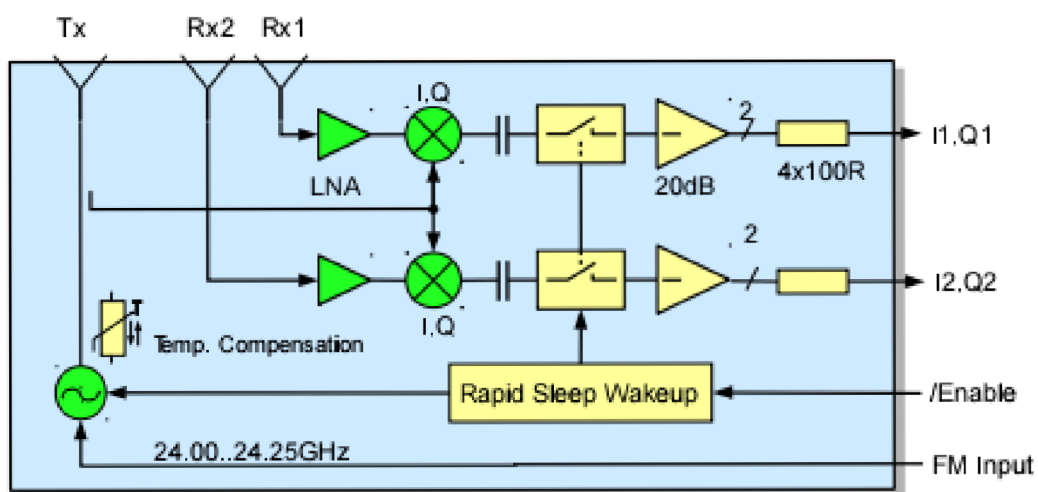 Tx Rx2 Rx1
I,Q
2
I1,Q1
LNA
20dB
4x100R
2
I2,Q2
I,Q
T
Temp. Compensation
Rapid Sleep Wakeup
/Enable
24.00..24.25GHz
FM Input